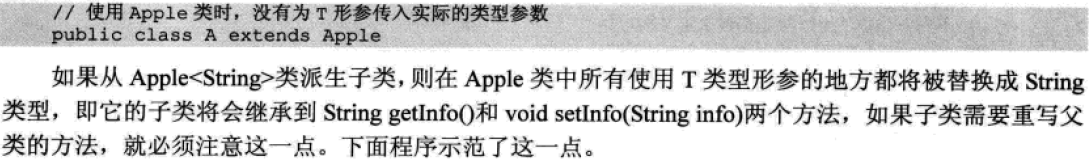 // 使用 Apple 类时，没有为 T 形参传入实际的类型参数
public class A extends Apple
如果从 Apple<String>类派生子类，则在 Apple 类中所有使用 T 类型形参的地方都将被替换成 String
类型，即它的子类将会继承到 String getInfo()和 void setInfo(String info)两个方法，如果子类需要重写父
类的方法，就必须注意这一点。下面程序示范了这一点。